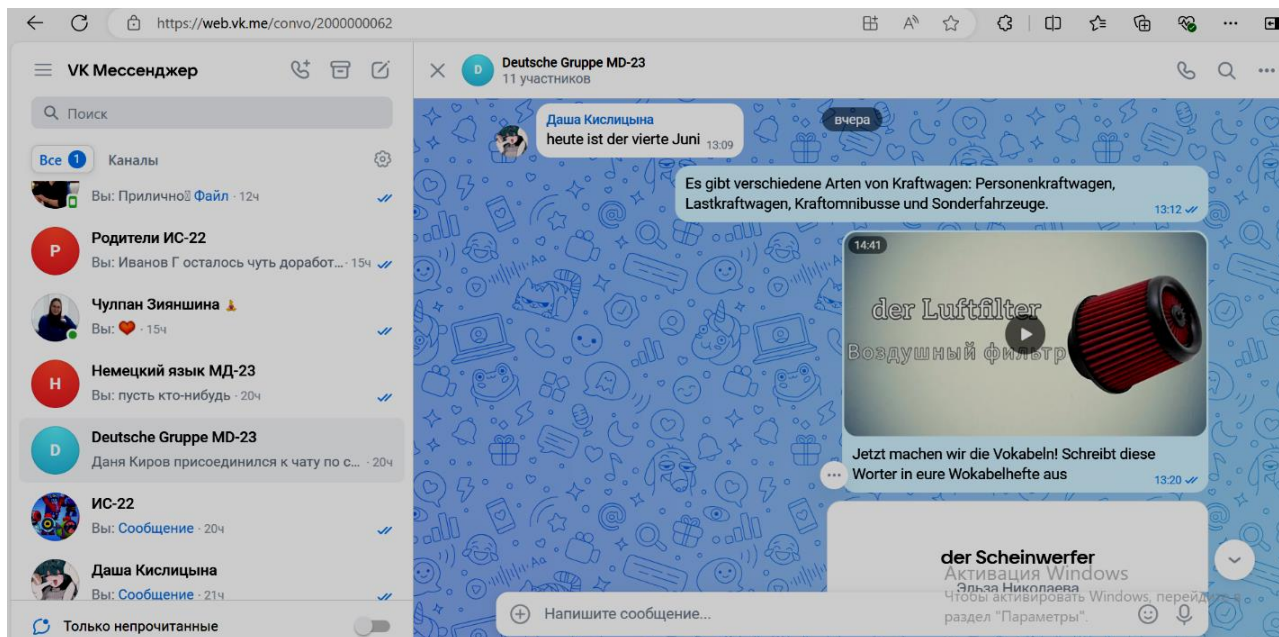 https://web.vk.me/convo/2000000062
VK Мессенджер
Поиск
Все 1
Каналы
Вы: Прилично Файл · 12ч
Р
Родители ИС-22
Вы: Иванов Г осталось чуть доработ... · 15ч
Чулпан Зияншина
Вы: · 15ч
Н
Немецкий язык МД-23
Вы: пусть кто-нибудь · 20ч
D
Deutsche Gruppe MD-23
Даня Киров присоединился к чату по с... · 20ч
ИС-22
Вы: Сообщение · 20ч
Даша Кислицына
Вы: Сообщение · 21ч
Только непрочитанные
D
Deutsche Gruppe MD-23
11 участников
вчера
Даша Кислицына
heute ist der vierte Juni 13:09
Es gibt verschiedene Arten von Kraftwagen: Personenkraftwagen,
Lastkraftwagen, Kraftomnibusse und Sonderfahrzeuge.
13:12
14:41
der Luftfilter
Воздушный фильтр
Jetzt machen wir die Vokabeln! Schreibt diese
Worter in eure Wokabelhefte aus
13:20
der Scheinwerfer
Эльза Николаева
Напишите сообщение...
Активация Windows
Чтобы активировать Windows, перейдите в
раздел "Параметры".